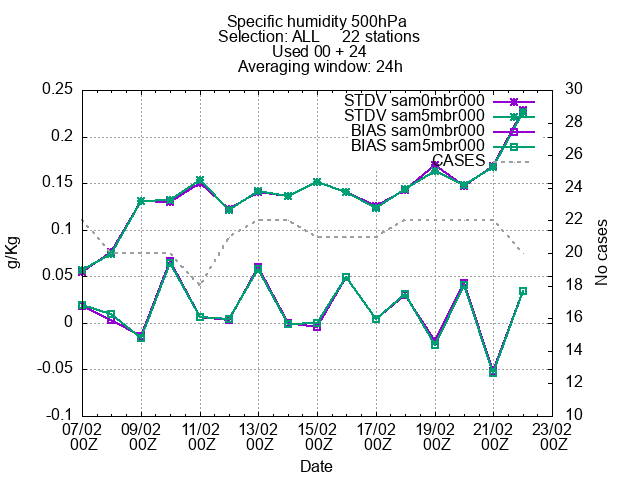 Specific humidity 500hPa
Selection: ALL 22 stations
Used 00 + 24
Averaging window: 24h
STDV sam0mbr000
STDV sam5mbr000
BIAS sam0mbr000
BIAS sam5mbr000
CASES
0.25
0.2
0.15
0.1
0.05
0
-0.05
-0.1
g/Kg
30
28
26
24
22
20
18
16
14
12
10
No cases
07/02 09/02 11/02 13/02 15/02 17/02 19/02 21/02 23/02
00Z 00Z 00Z 00Z 00Z 00Z 00Z 00Z 00Z
Date